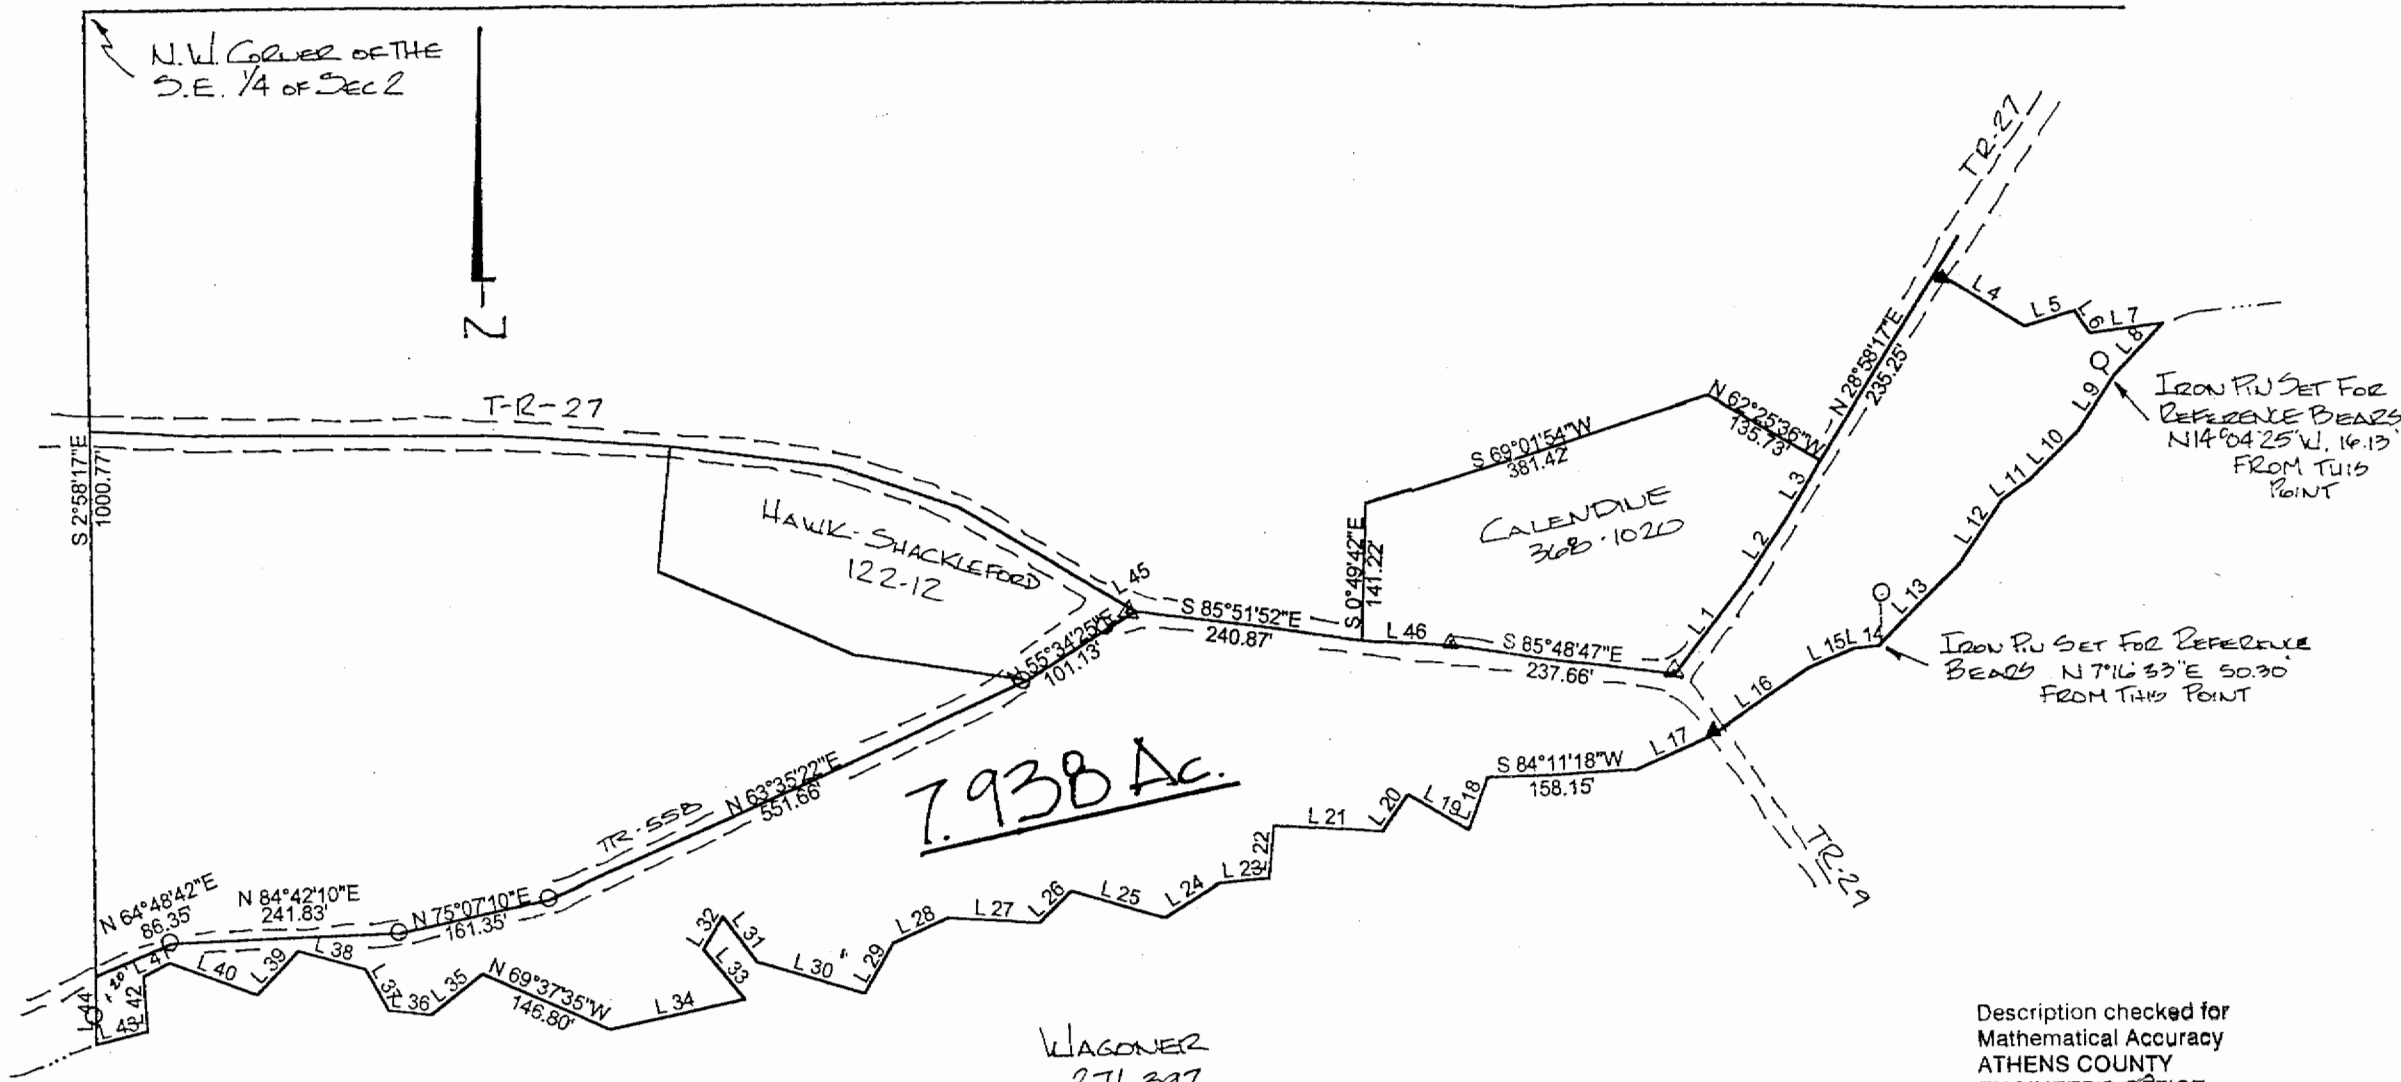 N.W. CORNER OF THE
S.E. 1/4 OF SEC 2
N
TR-27
T-R-27
S 2°58'17"E
1000.77'
HAWK-SHACKLEFORD
122-12
L 45
N 55°34'25"E
101.13'
S 85°51'52"E
240.87'
S 0°49'42"E
141.22'
S 69°01'54"W
381.42'
N 62°25'36"W
135.73'
CALENDINE
368-1020
N 28°58'17"E
235.25'
L 1
L 2
L 3
L 4
L 5
L 6
L 7
L 8
L 9
L 10
L 11
L 12
L 13
L 14
L 15
L 16
L 17
IRON PIN SET FOR
REFERENCE BEARS
N14°04'25"W, 16.13'
FROM THIS
POINT
IRON PIN SET FOR REFERENCE
BEARS N 7°16'33"E 50.30'
FROM THIS POINT
L 46
S 85°48'47"E
237.66'
S 84°11'18"W
158.15'
TR-29
7.938 AC.
TR-558
N 63°35'22"E
551.66'
N 75°07'10"E
161.35'
N 84°42'10"E
241.83'
N 64°48'42"E
86.35'
L 18
L 19
L 20
L 21
L 22
L 23
L 24
L 25
L 26
L 27
L 28
L 29
L 30
L 31
L 32
L 33
L 34
N 69°37'35"W
146.80'
L 35
L 36
L 37
L 38
L 39
L 40
L 41
L 42
L 43
L 44
WAGONER
Description checked for
Mathematical Accuracy
ATHENS COUNTY